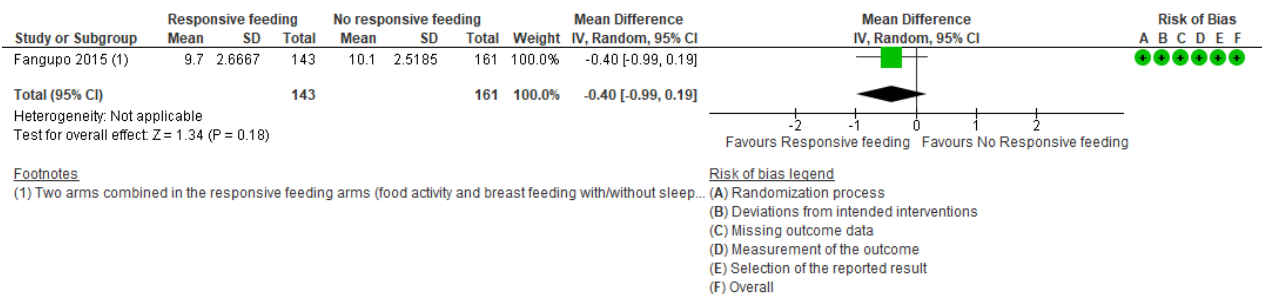 Responsive feeding No responsive feeding Mean Difference Mean Difference Risk of Bias
Study or Subgroup Mean SD Total Mean SD Total Weight IV, Random, 95% CI IV, Random, 95% CI A B C D E F
Fangupo 2015 (1) 9.7 2.6667 143 10.1 2.5185 161 100.0% -0.40 [-0.99, 0.19] + + + + + +
Total (95% CI) 143 161 100.0% -0.40 [-0.99, 0.19]
Heterogeneity: Not applicable
Test for overall effect: Z = 1.34 (P = 0.18)
-2 -1 0 1 2
Favours Responsive feeding Favours No Responsive feeding
Footnotes
(1) Two arms combined in the responsive feeding arms (food activity and breast feeding with/without sleep...
Risk of bias legend
(A) Randomization process
(B) Deviations from intended interventions
(C) Missing outcome data
(D) Measurement of the outcome
(E) Selection of the reported result
(F) Overall